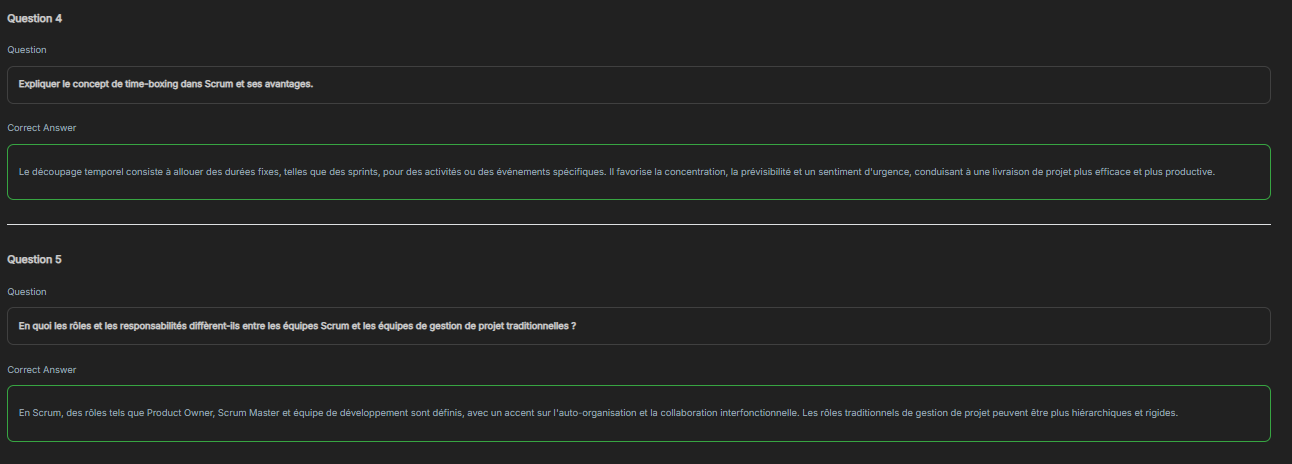 Question 4
Question
Expliquer le concept de time-boxing dans Scrum et ses avantages.
Correct Answer
Le découpage temporel consiste à allouer des durées fixes, telles que des sprints, pour des activités ou des événements spécifiques. Il favorise la concentration, la prévisibilité et un sentiment d'urgence, conduisant à une livraison de projet plus efficace et plus productive.
Question 5
Question
En quoi les rôles et les responsabilités diffèrent-ils entre les équipes Scrum et les équipes de gestion de projet traditionnelles ?
Correct Answer
En Scrum, des rôles tels que Product Owner, Scrum Master et équipe de développement sont définis, avec un accent sur l'auto-organisation et la collaboration interfonctionnelle. Les rôles traditionnels de gestion de projet peuvent être plus hiérarchiques et rigides.